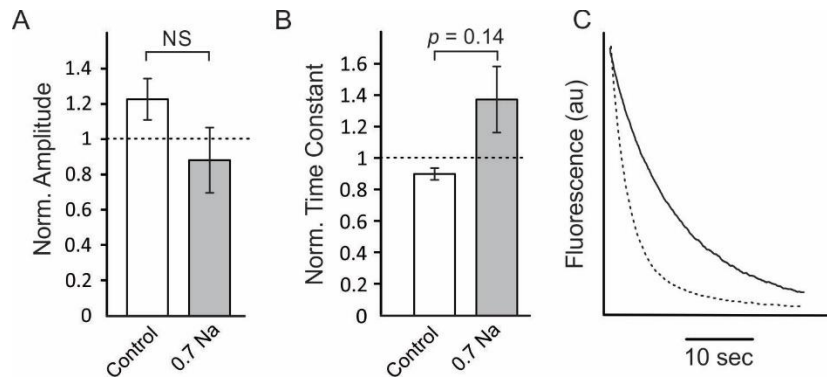 A
NS
Norm. Amplitude
1.4
1.2
1
0.8
0.6
0.4
0.2
0
Control
0.7 Na
B
p = 0.14
Norm. Time Constant
1.6
1.4
1.2
1
0.8
0.6
0.4
0.2
0
Control
0.7 Na
C
Fluorescence (au)
10 sec